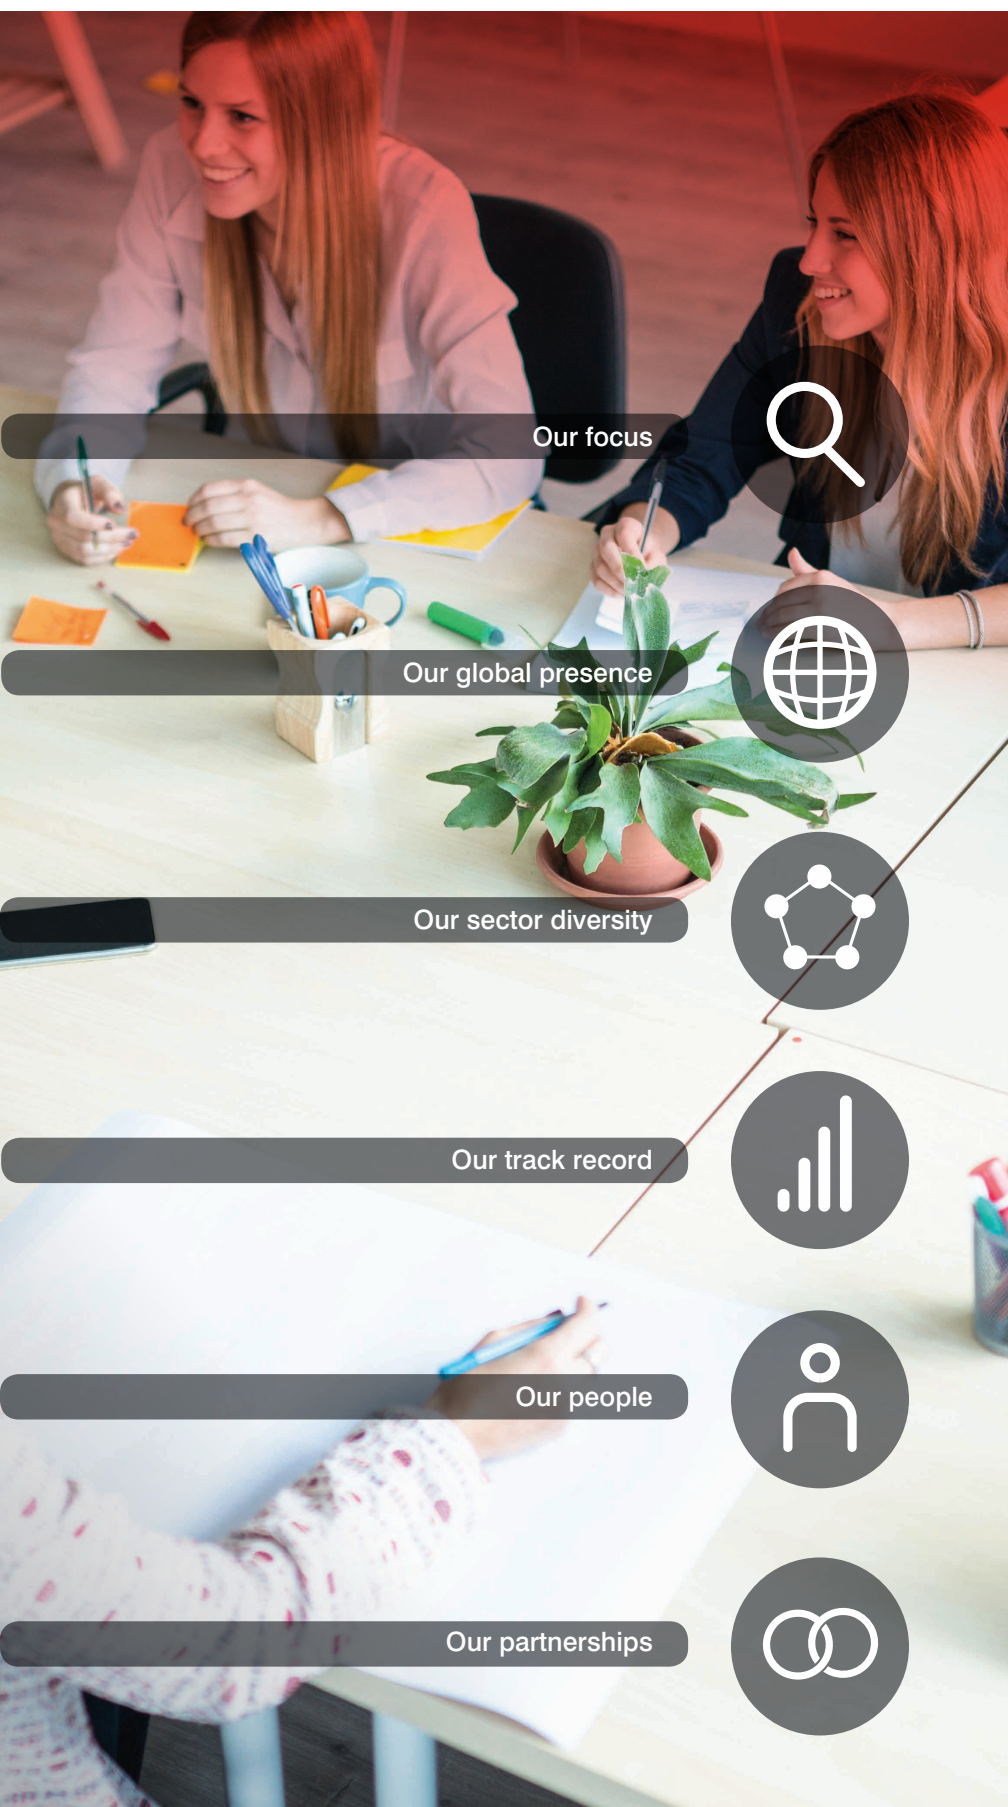 Our focus
Our global presence
Our sector diversity
Our track record
Our people
Our partnerships